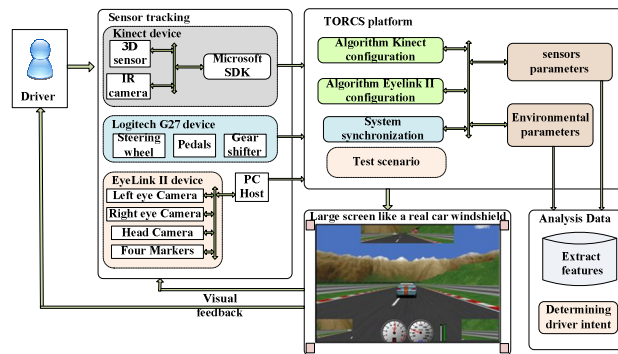 Sensor tracking
Kinect device
3D
sensor
IR
camera
Microsoft
SDK
Driver
Logitech G27 device
Steering
wheel
Pedals
Gear
shifter
EyeLink II device
Left eye Camera
Right eye Camera
Head Camera
Four Markers
PC
Host
TORCS platform
Algorithm Kinect
configuration
Algorithm Eyelink II
configuration
System
synchronization
Test scenario
sensors
parameters
Environmental
parameters
Large screen like a real car windshield
Analysis Data
Extract
features
Determining
driver intent
Visual
feedback